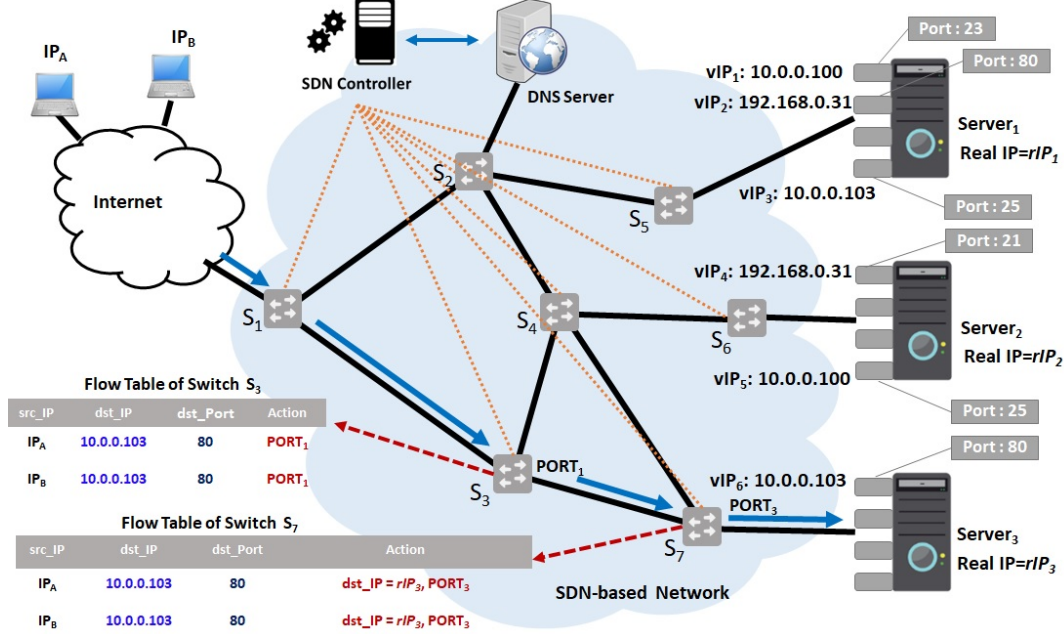 IPA
IPB
SDN Controller
DNS Server
Internet
Port : 23
Port : 80
vIP1: 10.0.0.100
vIP2: 192.168.0.31
Server1
Real IP=rIP1
vIP3: 10.0.0.103
Port : 25
S1
S2
S5
Port : 21
vIP4: 192.168.0.31
S4
S6
Server2
Real IP=rIP2
vIP5: 10.0.0.100
Port : 25
Port : 80
Flow Table of Switch S3
src_IP dst_IP dst_Port Action
IPA 10.0.0.103 80 PORT1
IPB 10.0.0.103 80 PORT1
S3
PORT1
vIP6: 10.0.0.103
PORT3
S7
Server3
Real IP=rIP3
Flow Table of Switch S7
src_IP dst_IP dst_Port Action
IPA 10.0.0.103 80 dst_IP = rIP3, PORT3
IPB 10.0.0.103 80 dst_IP = rIP3, PORT3
SDN-based Network